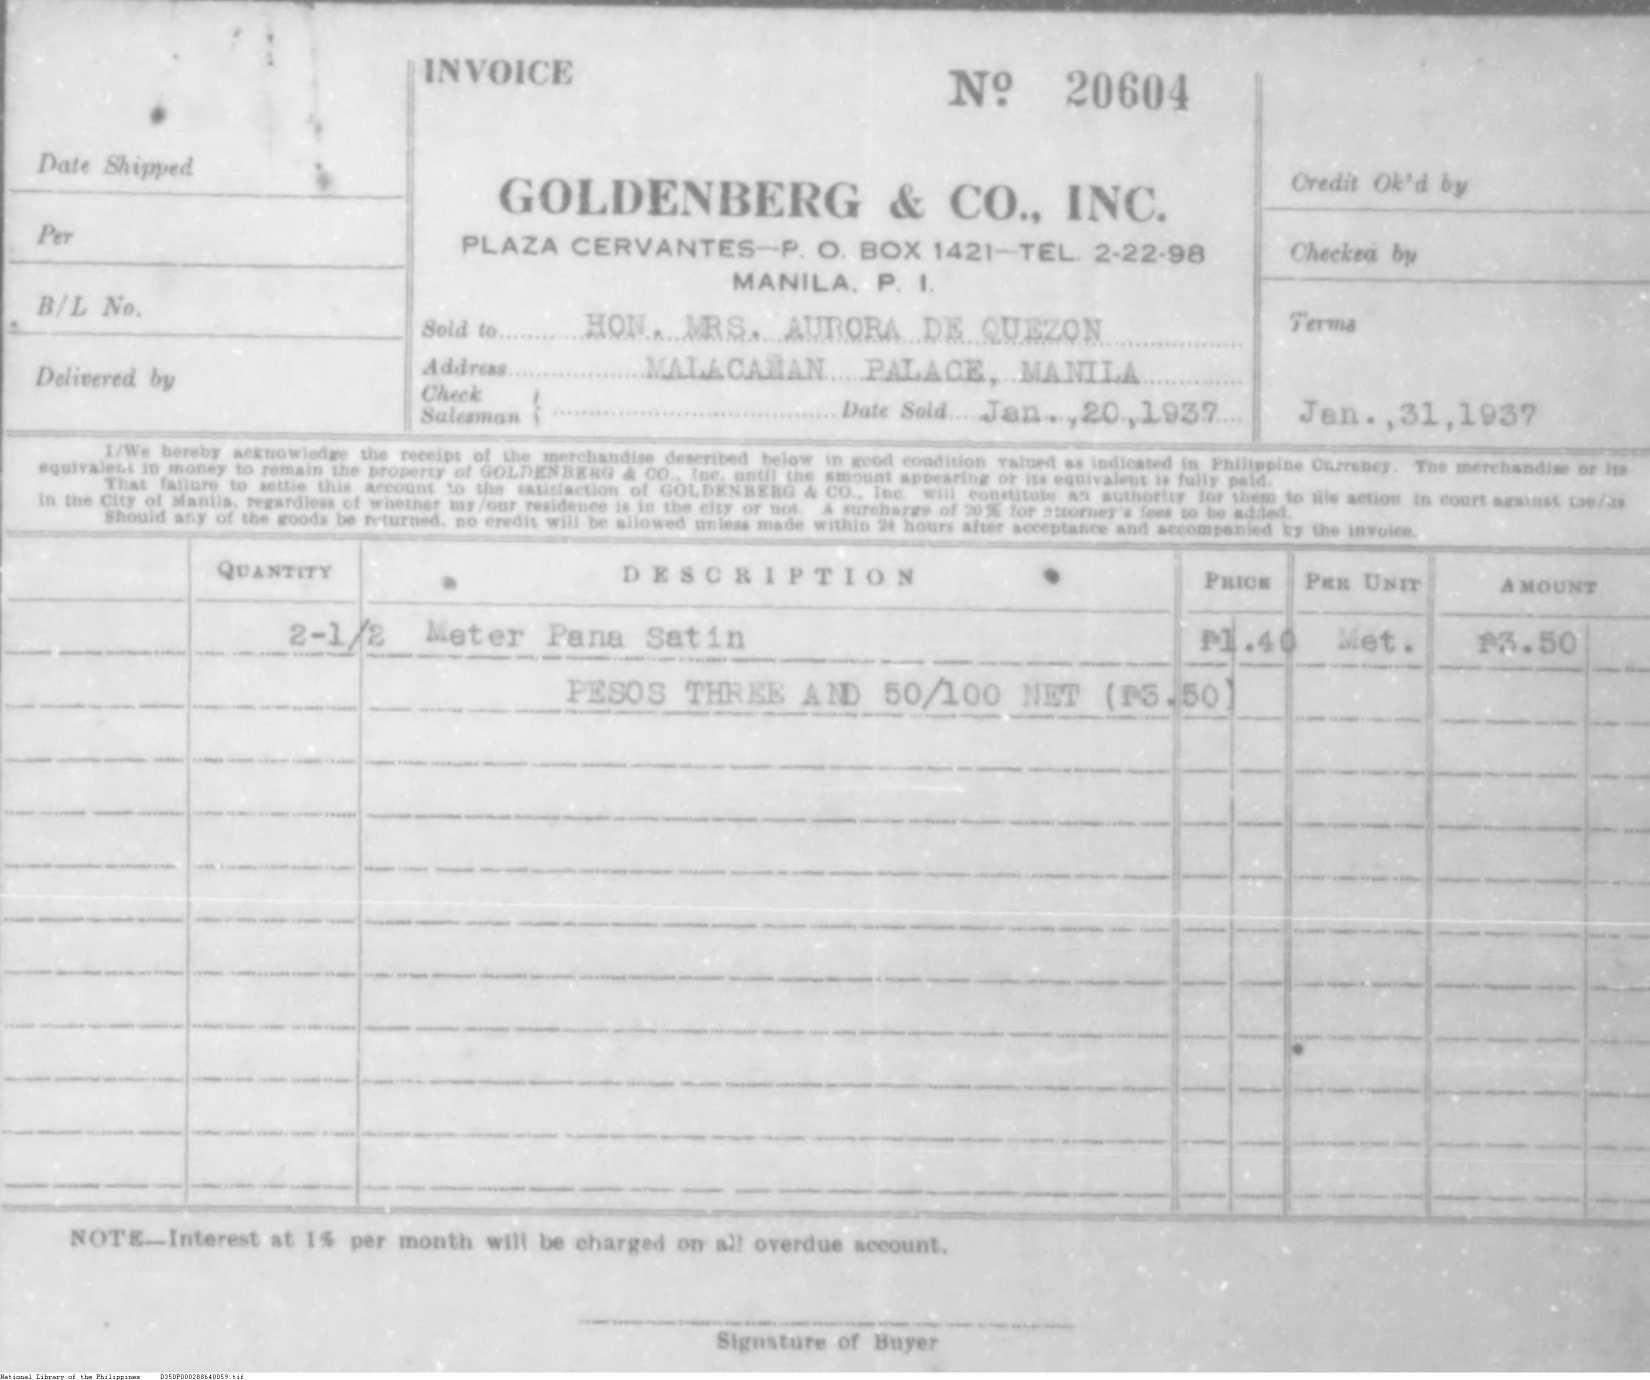 INVOICE
Nº 20604
Date Shipped
Per
B/L No.
Delivered by
GOLDENBERG & CO., INC.
PLAZA CERVANTES—P. O. BOX 1421—TEL. 2-22-98
MANILA, P. I.
Sold to HON. MRS. AURORA DE QUEZON
Address MALACAÑAN PALACE, MANILA
Check
Salesman
Date Sold Jan.,20,1937
Credit Ok'd by
Checked by
Terms
Jan.,31,1937
I/We hereby acknowledge the receipt of the merchandise described below in good condition valued as indicated in Philippine Currency. The merchandise or its
equivalent in money to remain the property of GOLDENBERG & CO., Inc. until the amount appearing or its equivalent is fully paid.
That failure to settle this account to the satisfaction of GOLDENBERG & CO., Inc. will constitute an authority for them to file action in court against me/us
in the City of Manila, regardless of whether my/our residence is in the city or not. A surcharge of 20% for attorney's fees to be added.
Should any of the goods be returned, no credit will be allowed unless made within 24 hours after acceptance and accompanied by the invoice.
QUANTITY DESCRIPTION PRICE PER UNIT AMOUNT
2-1/2 Meter Pana Satin ₱1.40 Met. ₱3.50
PESOS THREE AND 50/100 NET (₱3.50)
NOTE—Interest at 1% per month will be charged on all overdue account.
Signature of Buyer
National Library of the Philippines D350P000288640059.tif